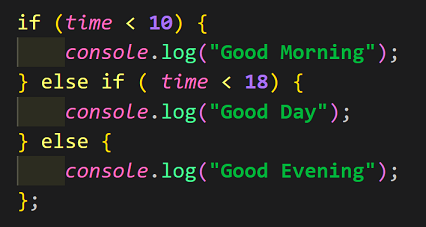 if (time < 10) {
    console.log("Good Morning");
} else if ( time < 18) {
    console.log("Good Day");
} else {
    console.log("Good Evening");
};